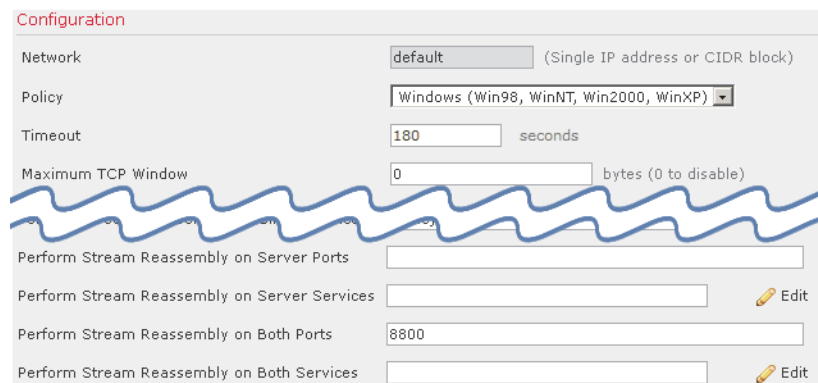 Configuration
Network default (Single IP address or CIDR block)
Policy Windows (Win98, WinNT, Win2000, WinXP)
Timeout 180 seconds
Maximum TCP Window 0 bytes (0 to disable)
Perform Stream Reassembly on Server Ports
Perform Stream Reassembly on Server Services Edit
Perform Stream Reassembly on Both Ports 8800
Perform Stream Reassembly on Both Services Edit